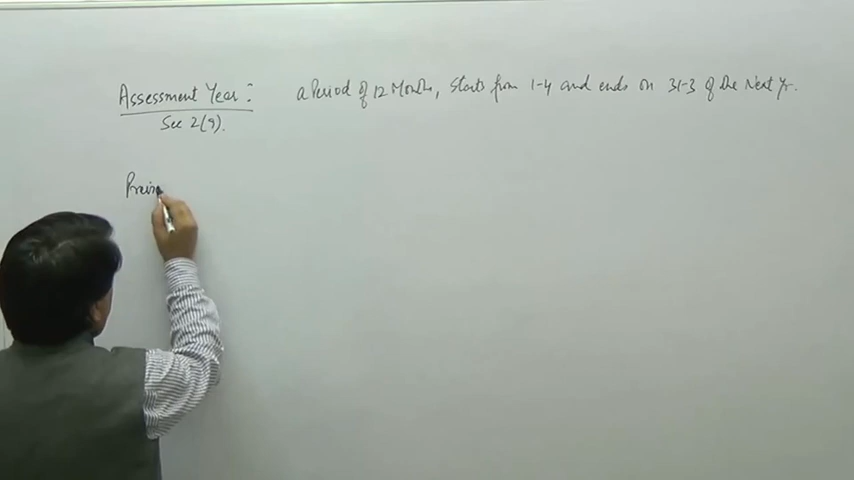 Assessment Year: a Period of 12 Months, Starts from 1-4 and ends on 31-3 of the Next Yr.
Sec 2(9).
Previo